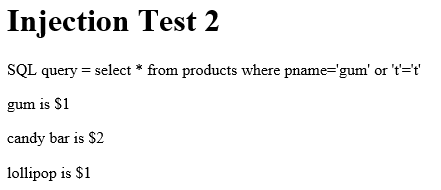 Injection Test 2
SQL query = select * from products where pname='gum' or 't'='t'
gum is $1
candy bar is $2
lollipop is $1